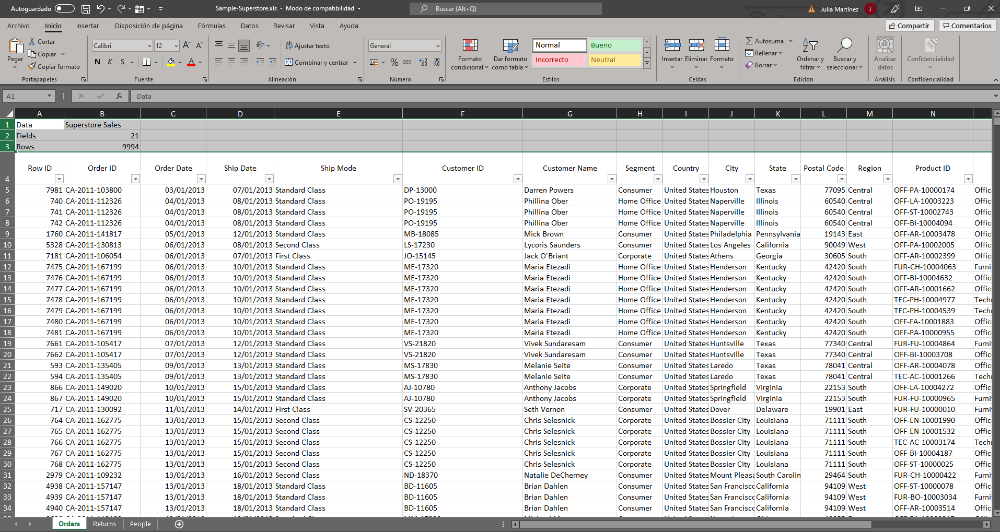 Autoguardado Sample-Superstore.xls - Modo de compatibilidad Buscar (Alt+Q) Julia Martínez J
Archivo Inicio Insertar Disposición de página Fórmulas Datos Revisar Vista Ayuda Compartir Comentarios
Pegar Cortar Copiar Copiar formato
Calibri 12 N K S
Ajustar texto Combinar y centrar
General % 000
Formato condicional Dar formato como tabla Normal Bueno Incorrecto Neutral
Insertar Eliminar Formato
Autosuma Rellenar Borrar Ordenar y filtrar Buscar y seleccionar
Analizar datos Confidencialidad
Portapapeles Fuente Alineación Número Estilos Celdas Edición Análisis Confidencialidad
A1 fx Data
A B C D E F G H I J K L M N
1 Data Superstore Sales
2 Fields 21
3 Rows 9994
4 Row ID Order ID Order Date Ship Date Ship Mode Customer ID Customer Name Segment Country City State Postal Code Region Product ID
5 7981 CA-2011-103800 03/01/2013 07/01/2013 Standard Class DP-13000 Darren Powers Consumer United States Houston Texas 77095 Central OFF-PA-10000174 Offic
6 740 CA-2011-112326 04/01/2013 08/01/2013 Standard Class PO-19195 Phillina Ober Home Office United States Naperville Illinois 60540 Central OFF-LA-10003223 Offic
7 741 CA-2011-112326 04/01/2013 08/01/2013 Standard Class PO-19195 Phillina Ober Home Office United States Naperville Illinois 60540 Central OFF-ST-10002743 Offic
8 742 CA-2011-112326 04/01/2013 08/01/2013 Standard Class PO-19195 Phillina Ober Home Office United States Naperville Illinois 60540 Central OFF-BI-10004094 Offic
9 1760 CA-2011-141817 05/01/2013 12/01/2013 Standard Class MB-18085 Mick Brown Consumer United States Philadelphia Pennsylvania 19143 East OFF-AR-10003478 Offic
10 5328 CA-2011-130813 06/01/2013 08/01/2013 Second Class LS-17230 Lycoris Saunders Consumer United States Los Angeles California 90049 West OFF-PA-10002005 Offic
11 7181 CA-2011-106054 06/01/2013 07/01/2013 First Class JO-15145 Jack O'Briant Corporate United States Athens Georgia 30605 South OFF-AR-10002399 Offic
12 7475 CA-2011-167199 06/01/2013 10/01/2013 Standard Class ME-17320 Maria Etezadi Home Office United States Henderson Kentucky 42420 South FUR-CH-10004063 Furni
13 7476 CA-2011-167199 06/01/2013 10/01/2013 Standard Class ME-17320 Maria Etezadi Home Office United States Henderson Kentucky 42420 South OFF-BI-10004632 Offic
14 7477 CA-2011-167199 06/01/2013 10/01/2013 Standard Class ME-17320 Maria Etezadi Home Office United States Henderson Kentucky 42420 South OFF-AR-10001662 Offic
15 7478 CA-2011-167199 06/01/2013 10/01/2013 Standard Class ME-17320 Maria Etezadi Home Office United States Henderson Kentucky 42420 South TEC-PH-10004977 Techn
16 7479 CA-2011-167199 06/01/2013 10/01/2013 Standard Class ME-17320 Maria Etezadi Home Office United States Henderson Kentucky 42420 South TEC-PH-10004539 Techn
17 7480 CA-2011-167199 06/01/2013 10/01/2013 Standard Class ME-17320 Maria Etezadi Home Office United States Henderson Kentucky 42420 South OFF-FA-10001883 Offic
18 7481 CA-2011-167199 06/01/2013 10/01/2013 Standard Class ME-17320 Maria Etezadi Home Office United States Henderson Kentucky 42420 South OFF-PA-10000955 Offic
19 7661 CA-2011-105417 07/01/2013 12/01/2013 Standard Class VS-21820 Vivek Sundaresam Consumer United States Huntsville Texas 77340 Central FUR-FU-10004864 Furni
20 7662 CA-2011-105417 07/01/2013 12/01/2013 Standard Class VS-21820 Vivek Sundaresam Consumer United States Huntsville Texas 77340 Central OFF-BI-10003708 Offic
21 593 CA-2011-135405 09/01/2013 13/01/2013 Standard Class MS-17830 Melanie Seite Consumer United States Laredo Texas 78041 Central OFF-AR-10004078 Offic
22 594 CA-2011-135405 09/01/2013 13/01/2013 Standard Class MS-17830 Melanie Seite Consumer United States Laredo Texas 78041 Central TEC-AC-10001266 Techn
23 866 CA-2011-149020 10/01/2013 15/01/2013 Standard Class AJ-10780 Anthony Jacobs Corporate United States Springfield Virginia 22153 South OFF-LA-10004272 Offic
24 867 CA-2011-149020 10/01/2013 15/01/2013 Standard Class AJ-10780 Anthony Jacobs Corporate United States Springfield Virginia 22153 South FUR-FU-10000965 Furni
25 717 CA-2011-130092 11/01/2013 14/01/2013 First Class SV-20365 Seth Vernon Consumer United States Dover Delaware 19901 East FUR-FU-10000010 Furni
26 764 CA-2011-162775 13/01/2013 15/01/2013 Second Class CS-12250 Chris Selesnick Corporate United States Bossier City Louisiana 71111 South OFF-EN-10001990 Offic
27 765 CA-2011-162775 13/01/2013 15/01/2013 Second Class CS-12250 Chris Selesnick Corporate United States Bossier City Louisiana 71111 South OFF-EN-10001532 Offic
28 766 CA-2011-162775 13/01/2013 15/01/2013 Second Class CS-12250 Chris Selesnick Corporate United States Bossier City Louisiana 71111 South TEC-AC-10003174 Techn
29 767 CA-2011-162775 13/01/2013 15/01/2013 Second Class CS-12250 Chris Selesnick Corporate United States Bossier City Louisiana 71111 South OFF-BI-10004187 Offic
30 768 CA-2011-162775 13/01/2013 15/01/2013 Second Class CS-12250 Chris Selesnick Corporate United States Bossier City Louisiana 71111 South OFF-ST-10000025 Offic
31 2979 CA-2011-109232 13/01/2013 16/01/2013 Second Class ND-18370 Natalie DeCherney Consumer United States Mount Pleasa South Carolin 29464 South FUR-CH-10000422 Furni
32 4938 CA-2011-157147 13/01/2013 18/01/2013 Standard Class BD-11605 Brian Dahlen Consumer United States San Francisco California 94109 West OFF-ST-10000078 Offic
33 4939 CA-2011-157147 13/01/2013 18/01/2013 Standard Class BD-11605 Brian Dahlen Consumer United States San Francisco California 94109 West FUR-BO-10003034 Furni
34 4940 CA-2011-157147 13/01/2013 18/01/2013 Standard Class BD-11605 Brian Dahlen Consumer United States San Francisco California 94109 West OFF-AR-10003514 Offic
Orders Returns People